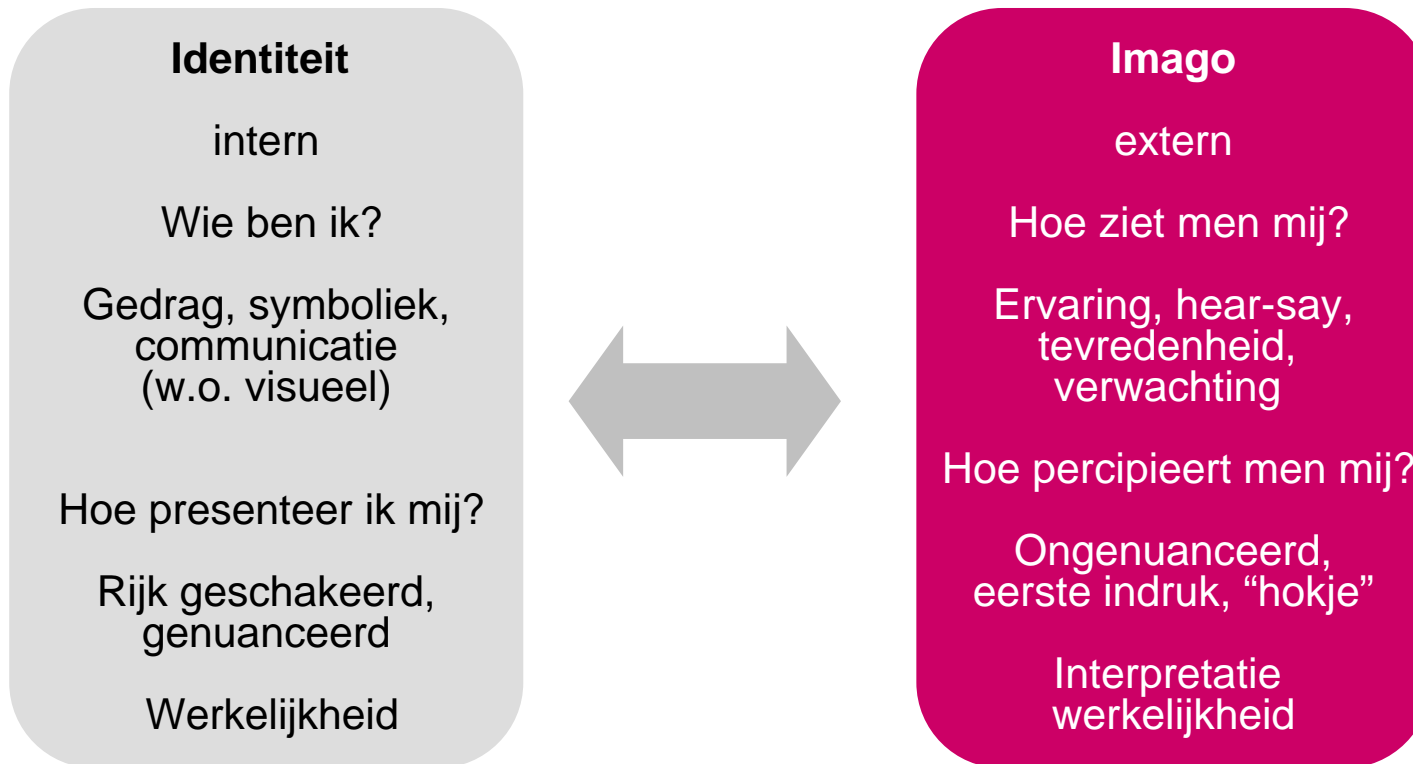 Identiteit
intern
Wie ben ik?
Gedrag, symboliek,
communicatie
(w.o. visueel)
Hoe presenteer ik mij?
Rijk geschakeerd,
genuanceerd
Werkelijkheid
Imago
extern
Hoe ziet men mij?
Ervaring, hear-say,
tevredenheid,
verwachting
Hoe percipieert men mij?
Ongenuanceerd,
eerste indruk, “hokje”
Interpretatie
werkelijkheid